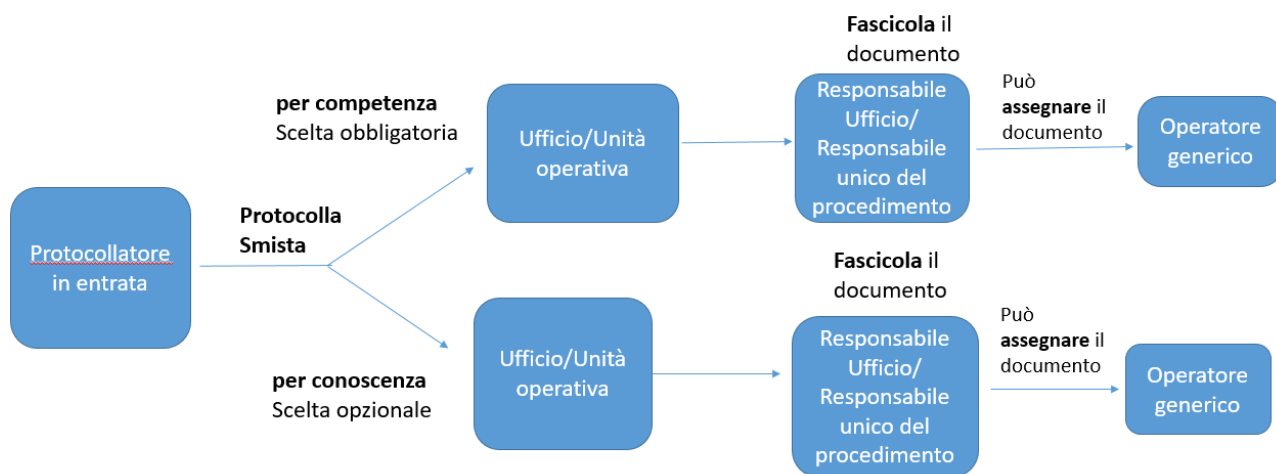 Protocollatore
in entrata
Protocolla
Smista
per competenza
Scelta obbligatoria
Ufficio/Unità
operativa
Fascicola il
documento
Responsabile
Ufficio/
Responsabile
unico del
procedimento
Può
assegnare il
documento
Operatore
generico
per conoscenza
Scelta opzionale
Ufficio/Unità
operativa
Fascicola il
documento
Responsabile
Ufficio/
Responsabile
unico del
procedimento
Può
assegnare il
documento
Operatore
generico